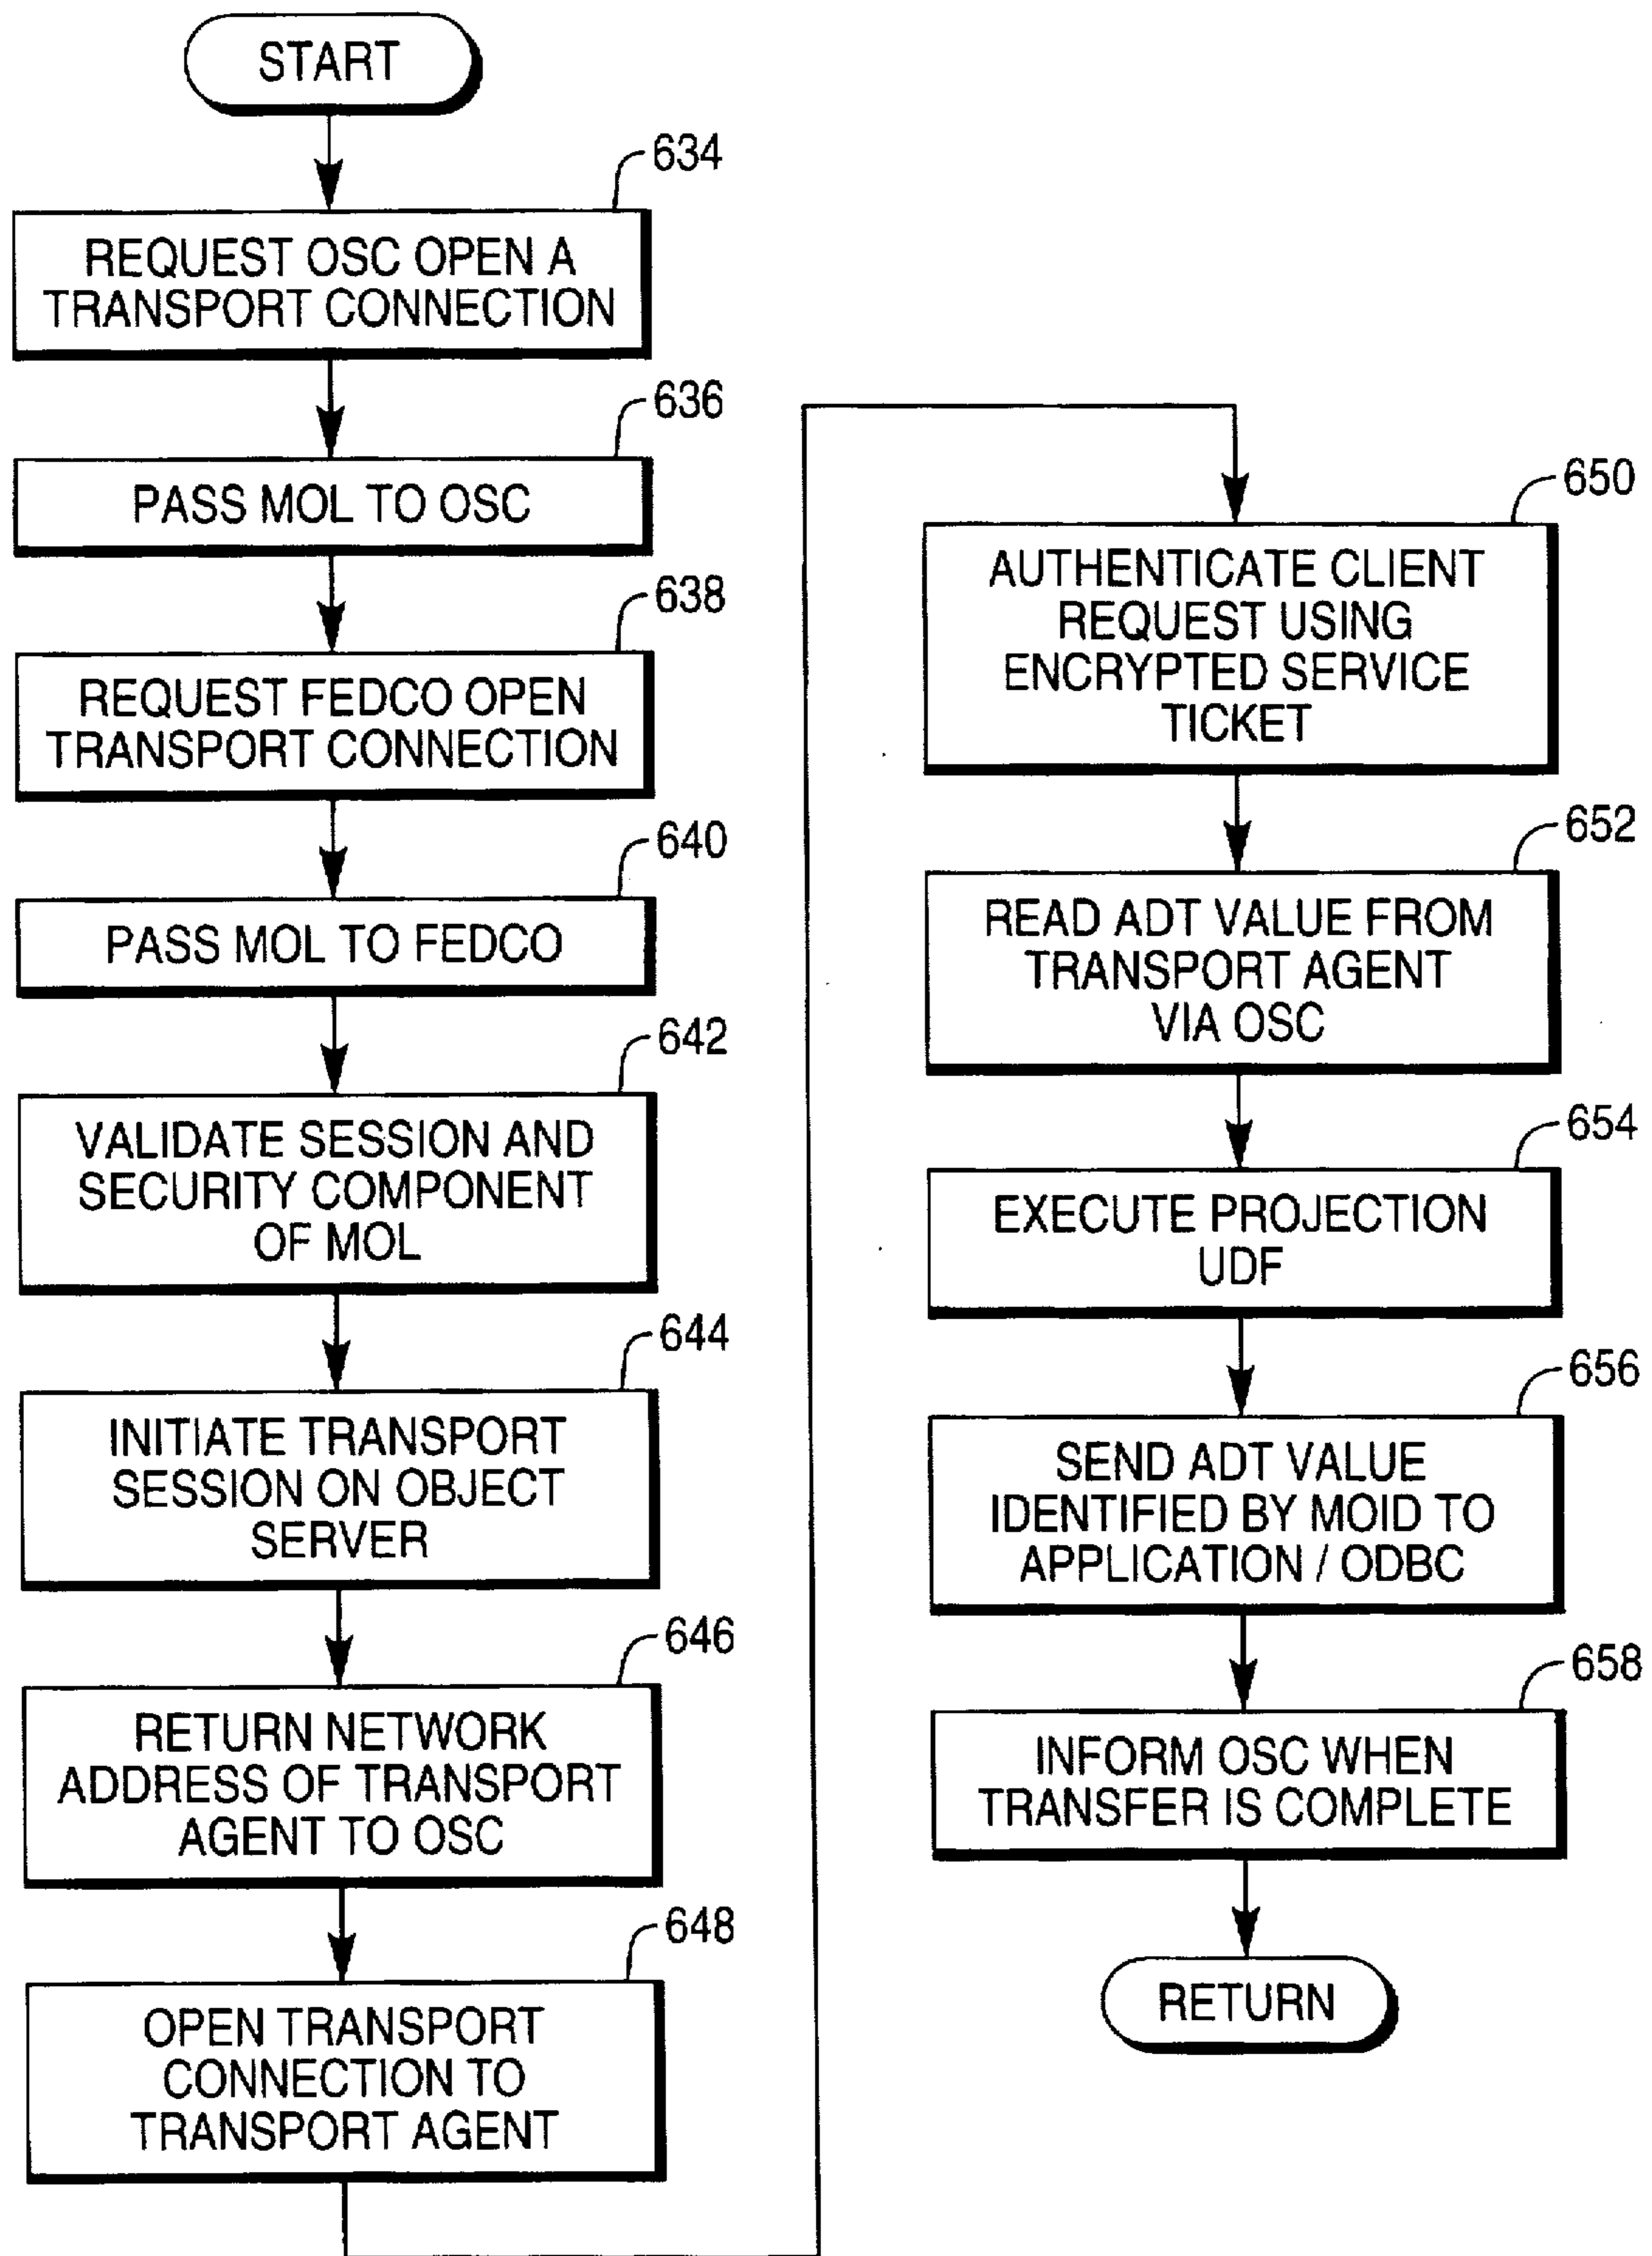 START
634
REQUEST OSC OPEN A
TRANSPORT CONNECTION
636
PASS MOL TO OSC
638
REQUEST FEDCO OPEN
TRANSPORT CONNECTION
640
PASS MOL TO FEDCO
642
VALIDATE SESSION AND
SECURITY COMPONENT
OF MOL
644
INITIATE TRANSPORT
SESSION ON OBJECT
SERVER
646
RETURN NETWORK
ADDRESS OF TRANSPORT
AGENT TO OSC
648
OPEN TRANSPORT
CONNECTION TO
TRANSPORT AGENT
650
AUTHENTICATE CLIENT
REQUEST USING
ENCRYPTED SERVICE
TICKET
652
READ ADT VALUE FROM
TRANSPORT AGENT
VIA OSC
654
EXECUTE PROJECTION
UDF
656
SEND ADT VALUE
IDENTIFIED BY MOID TO
APPLICATION / ODBC
658
INFORM OSC WHEN
TRANSFER IS COMPLETE
RETURN